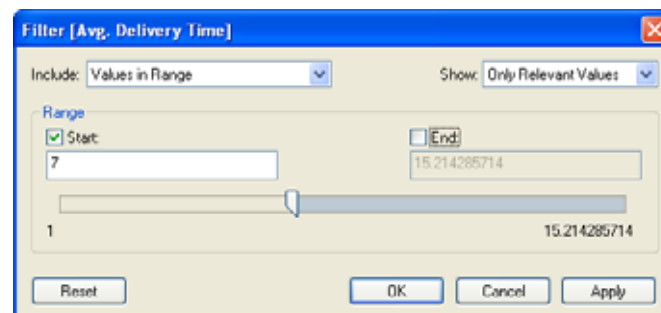 Filter [Avg. Delivery Time]
Include: Values in Range Show: Only Relevant Values
Range
Start: End:
7 15.214285714
1 15.214285714
Reset OK Cancel Apply